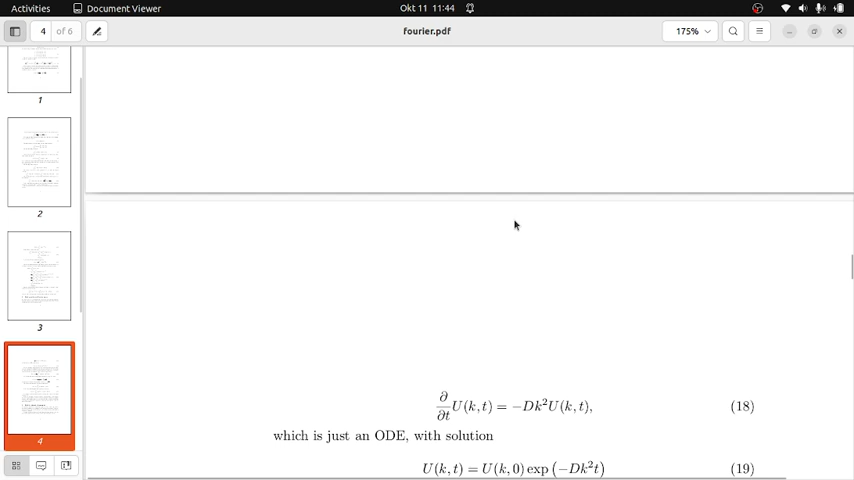 Activities Document Viewer Okt 11 11:44
4 of 6 fourier.pdf 175%
1
2
3
4
∂/∂t U(k, t) = −Dk²U(k, t), (18)
which is just an ODE, with solution
U(k, t) = U(k, 0) exp (−Dk²t) (19)